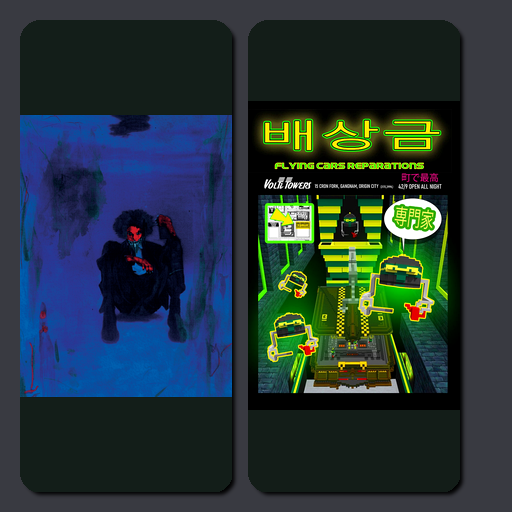 배상금
FLYING CARS REPARATIONS
町で最高
VOLTE TOWERS 15 CRON FORK, GANGNAM, ORIGIN CITY 42/9 OPEN ALL NIGHT
専門家